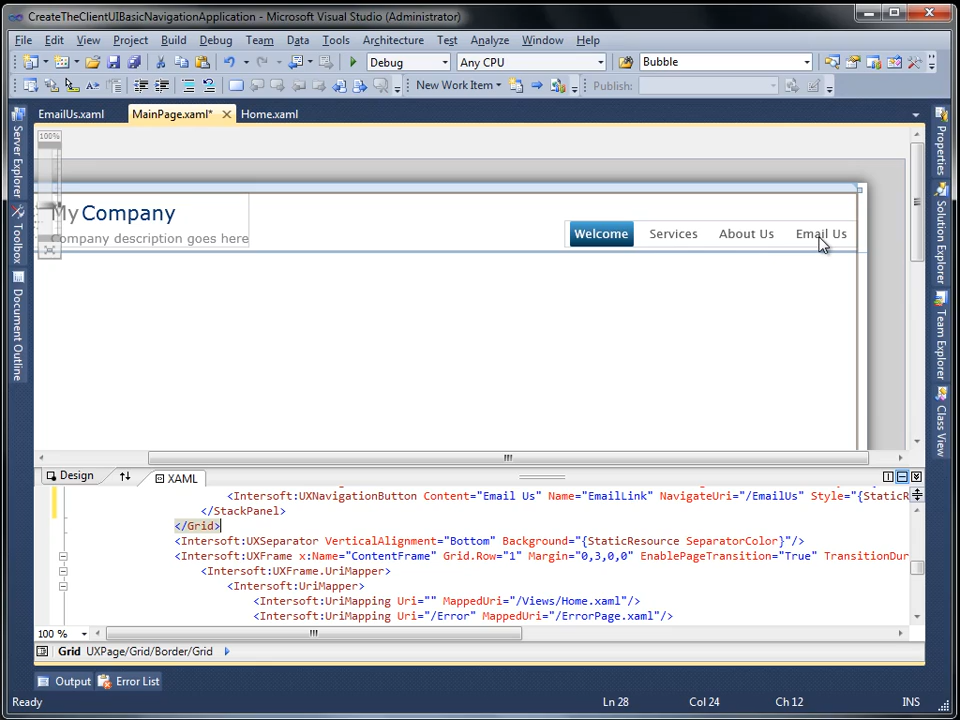 CreateTheClientUIBasicNavigationApplication - Microsoft Visual Studio (Administrator)
File Edit View Project Build Debug Team Data Tools Architecture Test Analyze Window Help
Debug Any CPU Bubble
New Work Item Publish:
EmailUs.xaml MainPage.xaml* Home.xaml
100%
My Company
Company description goes here
Welcome Services About Us Email Us
Server Explorer
Toolbox
Document Outline
Properties
Solution Explorer
Team Explorer
Class View
Design XAML
<Intersoft:UXNavigationButton Content="Email Us" Name="EmailLink" NavigateUri="/EmailUs" Style="{StaticR
</StackPanel>
</Grid>
<Intersoft:UXSeparator VerticalAlignment="Bottom" Background="{StaticResource SeparatorColor}"/>
<Intersoft:UXFrame x:Name="ContentFrame" Grid.Row="1" Margin="0,3,0,0" EnablePageTransition="True" TransitionDur
<Intersoft:UXFrame.UriMapper>
<Intersoft:UriMapper>
<Intersoft:UriMapping Uri="" MappedUri="/Views/Home.xaml"/>
<Intersoft:UriMapping Uri="/Error" MappedUri="/ErrorPage.xaml"/>
100 %
Grid UXPage/Grid/Border/Grid
Output Error List
Ready Ln 28 Col 24 Ch 12 INS